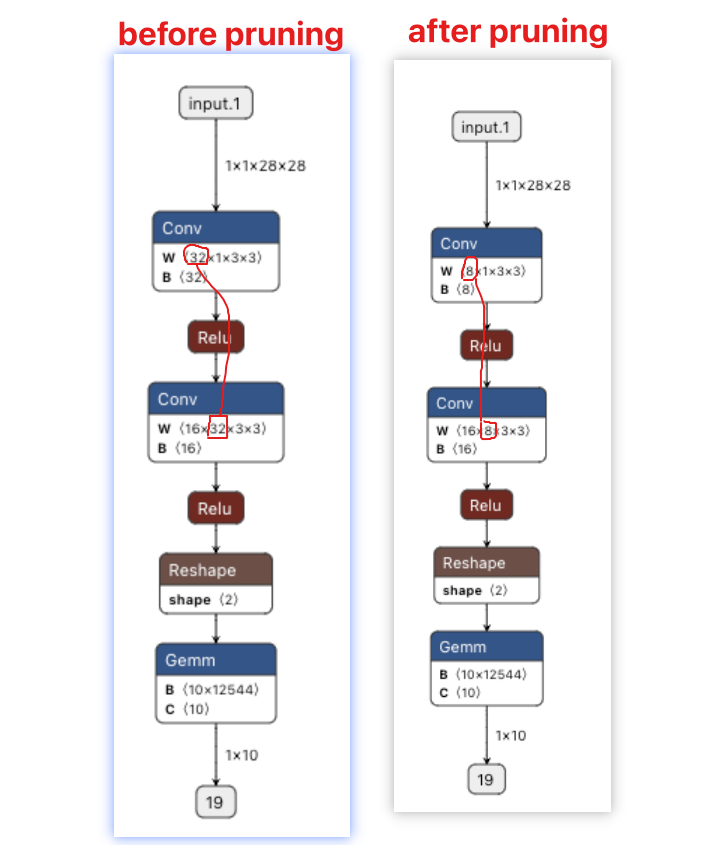 before pruning
input.1
1×1×28×28
Conv
W ⟨32×1×3×3⟩
B ⟨32⟩
Relu
Conv
W ⟨16×32×3×3⟩
B ⟨16⟩
Relu
Reshape
shape ⟨2⟩
Gemm
B ⟨10×12544⟩
C ⟨10⟩
1×10
19
after pruning
input.1
1×1×28×28
Conv
W ⟨8×1×3×3⟩
B ⟨8⟩
Relu
Conv
W ⟨16×8×3×3⟩
B ⟨16⟩
Relu
Reshape
shape ⟨2⟩
Gemm
B ⟨10×12544⟩
C ⟨10⟩
1×10
19